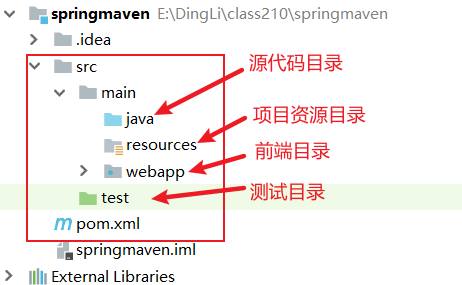 springmaven E:\DingLi\class210\springmaven
.idea
src
源代码目录
main
java
项目资源目录
resources
前端目录
webapp
测试目录
test
pom.xml
springmaven.iml
External Libraries